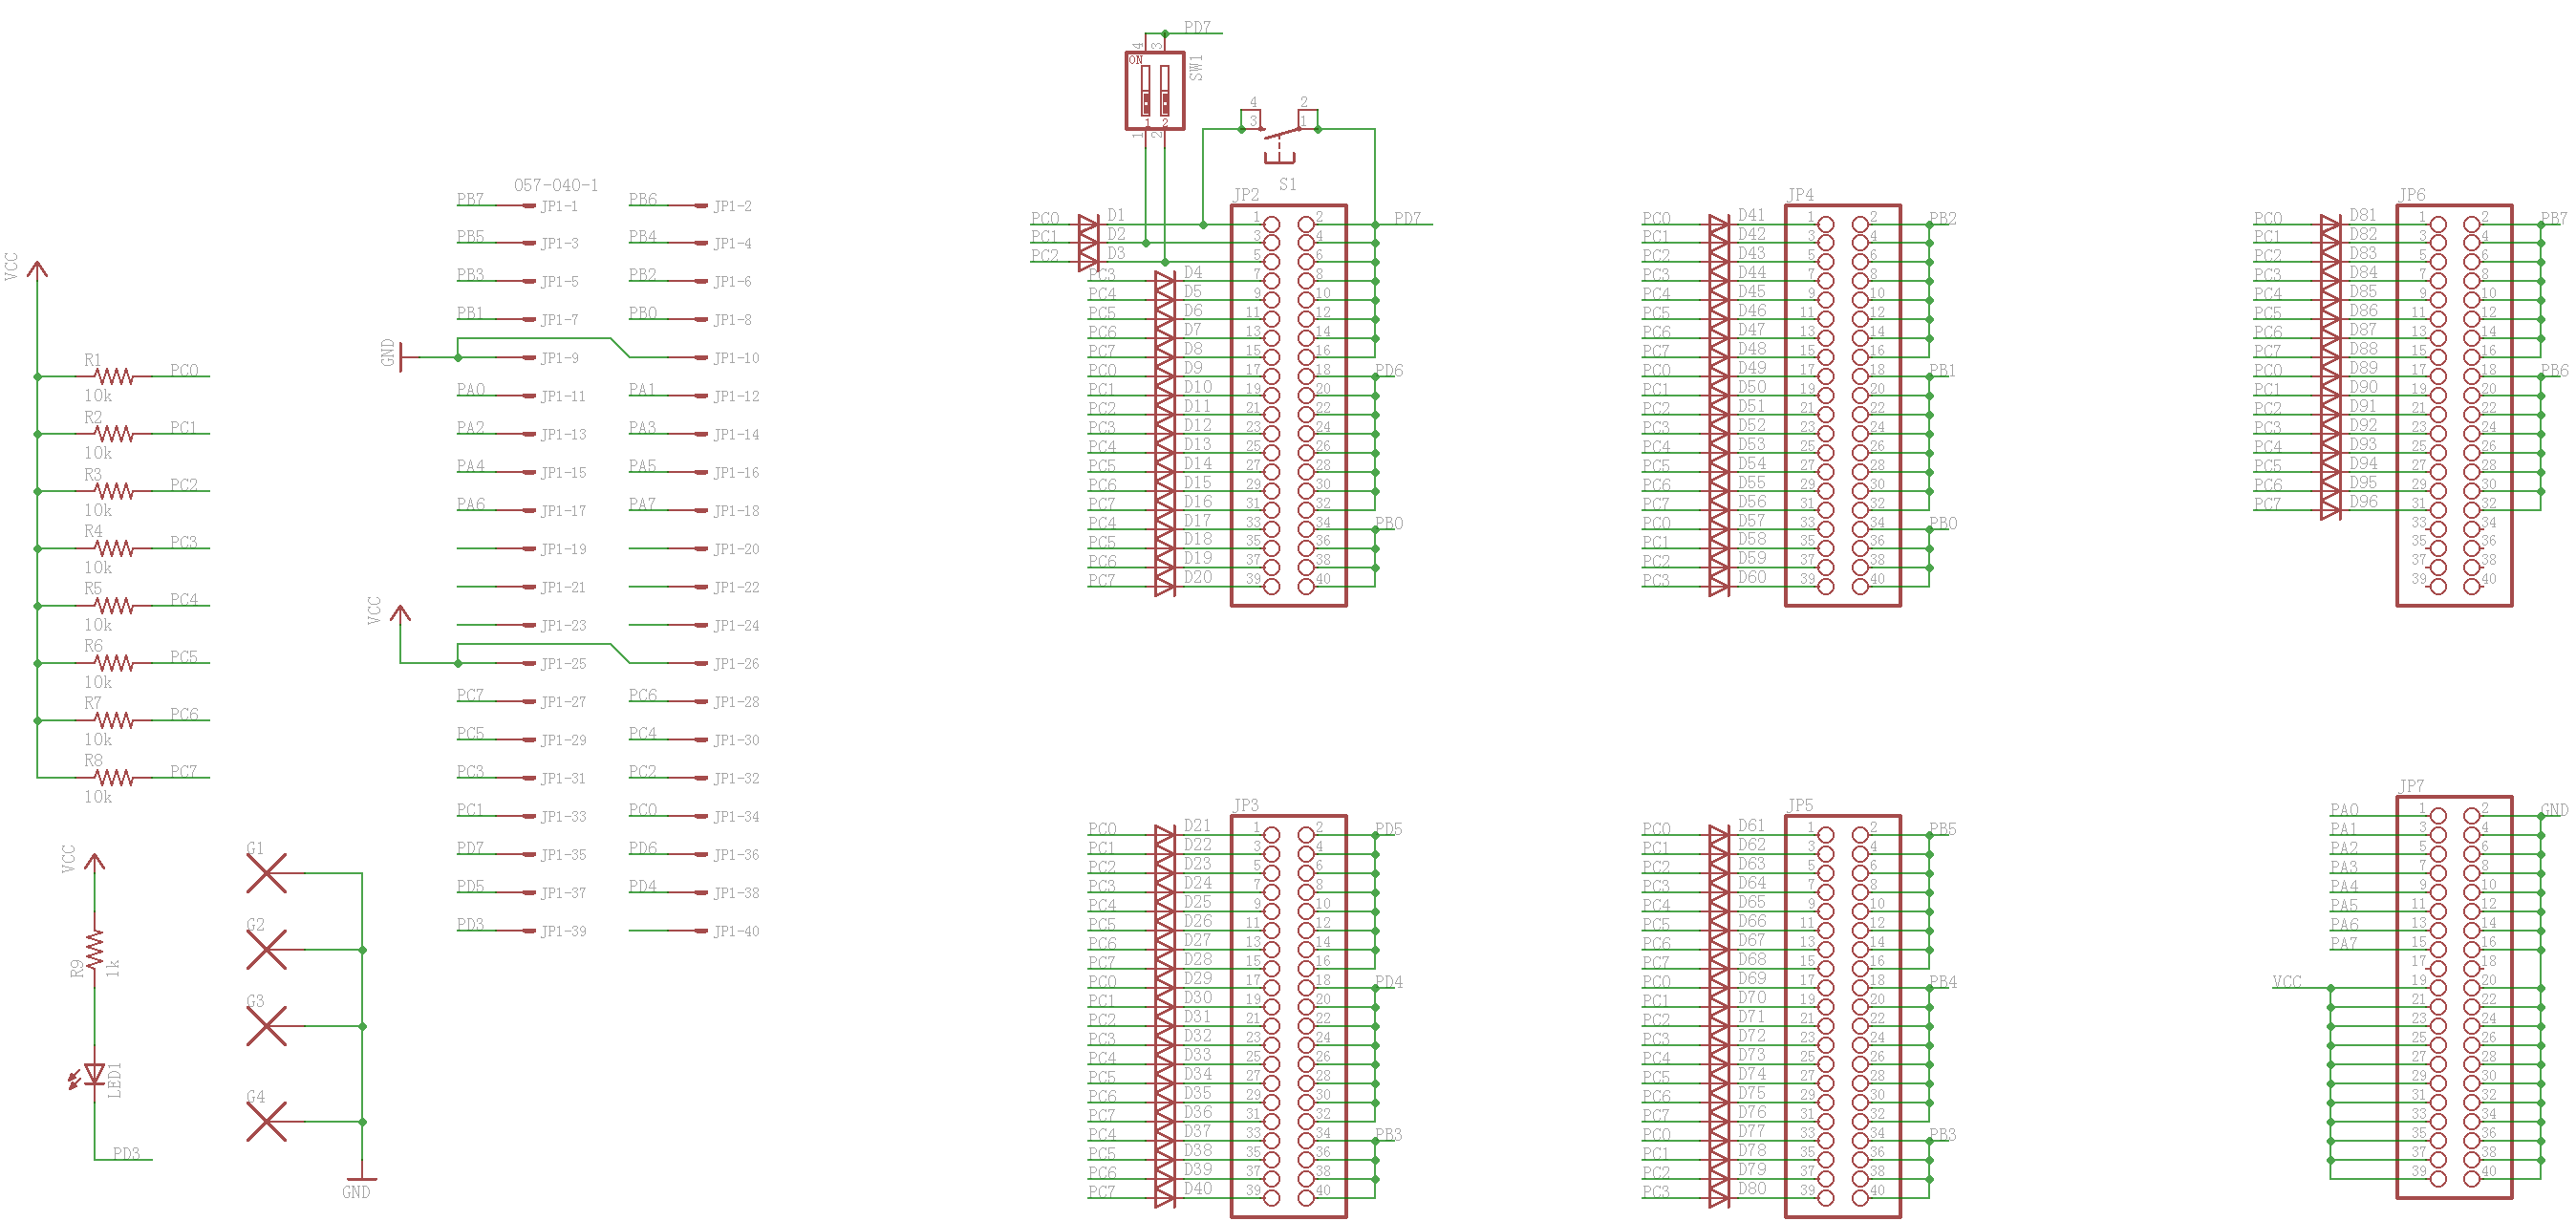 VCC
R1
10k
PC0
R2
10k
PC1
R3
10k
PC2
R4
10k
PC3
R5
10k
PC4
R6
10k
PC5
R7
10k
PC6
R8
10k
PC7
VCC
R9
1k
LED1
PD3
G1
G2
G3
G4
GND
057-040-1
PB7 JP1-1 PB6 JP1-2
PB5 JP1-3 PB4 JP1-4
PB3 JP1-5 PB2 JP1-6
PB1 JP1-7 PB0 JP1-8
GND JP1-9 JP1-10
PA0 JP1-11 PA1 JP1-12
PA2 JP1-13 PA3 JP1-14
PA4 JP1-15 PA5 JP1-16
PA6 JP1-17 PA7 JP1-18
JP1-19 JP1-20
JP1-21 JP1-22
JP1-23 JP1-24
VCC JP1-25 JP1-26
PC7 JP1-27 PC6 JP1-28
PC5 JP1-29 PC4 JP1-30
PC3 JP1-31 PC2 JP1-32
PC1 JP1-33 PC0 JP1-34
PD7 JP1-35 PD6 JP1-36
PD5 JP1-37 PD4 JP1-38
PD3 JP1-39 JP1-40
PD7
4 3
ON
SW1
1 2
1 2
4 2
3 1
S1
JP2
PC0 D1 1 2 PD7
PC1 D2 3 4
PC2 D3 5 6
PC3 D4 7 8
PC4 D5 9 10
PC5 D6 11 12
PC6 D7 13 14
PC7 D8 15 16
PC0 D9 17 18 PD6
PC1 D10 19 20
PC2 D11 21 22
PC3 D12 23 24
PC4 D13 25 26
PC5 D14 27 28
PC6 D15 29 30
PC7 D16 31 32
PC4 D17 33 34 PB0
PC5 D18 35 36
PC6 D19 37 38
PC7 D20 39 40
JP3
PC0 D21 1 2 PD5
PC1 D22 3 4
PC2 D23 5 6
PC3 D24 7 8
PC4 D25 9 10
PC5 D26 11 12
PC6 D27 13 14
PC7 D28 15 16
PC0 D29 17 18 PD4
PC1 D30 19 20
PC2 D31 21 22
PC3 D32 23 24
PC4 D33 25 26
PC5 D34 27 28
PC6 D35 29 30
PC7 D36 31 32
PC4 D37 33 34 PB3
PC5 D38 35 36
PC6 D39 37 38
PC7 D40 39 40
JP4
PC0 D41 1 2 PB2
PC1 D42 3 4
PC2 D43 5 6
PC3 D44 7 8
PC4 D45 9 10
PC5 D46 11 12
PC6 D47 13 14
PC7 D48 15 16
PC0 D49 17 18 PB1
PC1 D50 19 20
PC2 D51 21 22
PC3 D52 23 24
PC4 D53 25 26
PC5 D54 27 28
PC6 D55 29 30
PC7 D56 31 32
PC0 D57 33 34 PB0
PC1 D58 35 36
PC2 D59 37 38
PC3 D60 39 40
JP5
PC0 D61 1 2 PB5
PC1 D62 3 4
PC2 D63 5 6
PC3 D64 7 8
PC4 D65 9 10
PC5 D66 11 12
PC6 D67 13 14
PC7 D68 15 16
PC0 D69 17 18 PB4
PC1 D70 19 20
PC2 D71 21 22
PC3 D72 23 24
PC4 D73 25 26
PC5 D74 27 28
PC6 D75 29 30
PC7 D76 31 32
PC0 D77 33 34 PB3
PC1 D78 35 36
PC2 D79 37 38
PC3 D80 39 40
JP6
PC0 D81 1 2 PB7
PC1 D82 3 4
PC2 D83 5 6
PC3 D84 7 8
PC4 D85 9 10
PC5 D86 11 12
PC6 D87 13 14
PC7 D88 15 16
PC0 D89 17 18 PB6
PC1 D90 19 20
PC2 D91 21 22
PC3 D92 23 24
PC4 D93 25 26
PC5 D94 27 28
PC6 D95 29 30
PC7 D96 31 32
33 34
35 36
37 38
39 40
JP7
PA0 1 2 GND
PA1 3 4
PA2 5 6
PA3 7 8
PA4 9 10
PA5 11 12
PA6 13 14
PA7 15 16
17 18
VCC 19 20
21 22
23 24
25 26
27 28
29 30
31 32
33 34
35 36
37 38
39 40